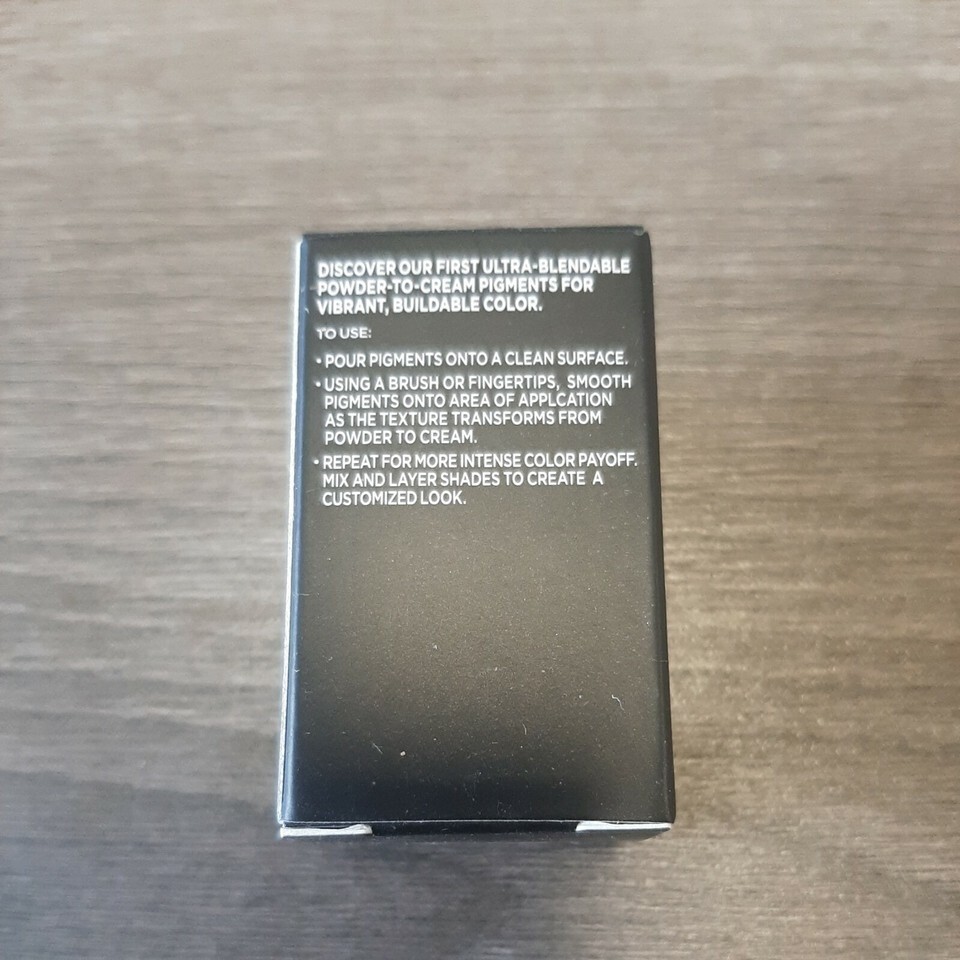 DISCOVER OUR FIRST ULTRA-BLENDABLE
POWDER-TO-CREAM PIGMENTS FOR
VIBRANT, BUILDABLE COLOR.
TO USE:
• POUR PIGMENTS ONTO A CLEAN SURFACE.
• USING A BRUSH OR FINGERTIPS, SMOOTH
PIGMENTS ONTO AREA OF APPLCATION
AS THE TEXTURE TRANSFORMS FROM
POWDER TO CREAM.
• REPEAT FOR MORE INTENSE COLOR PAYOFF.
MIX AND LAYER SHADES TO CREATE A
CUSTOMIZED LOOK.